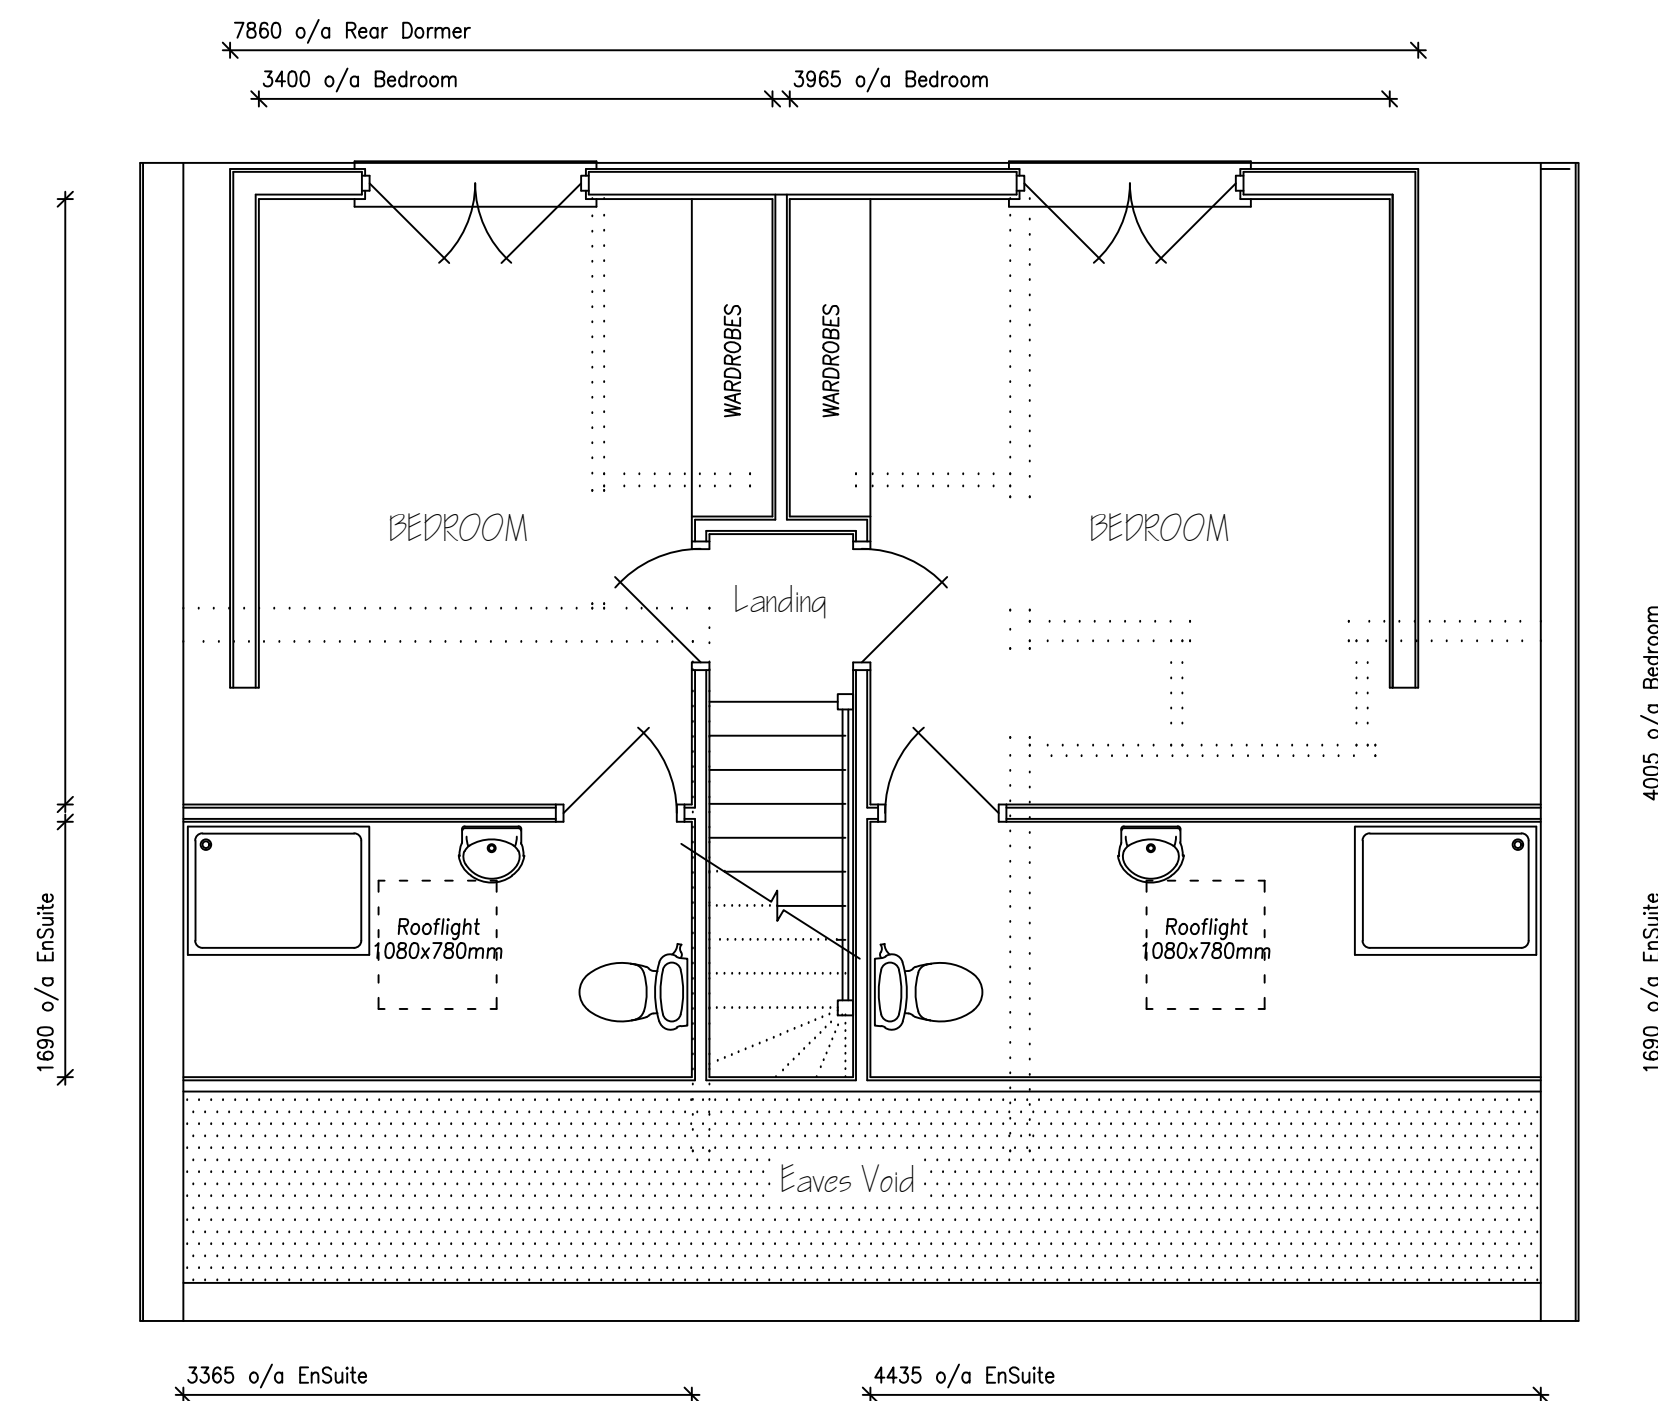 7860 o/a Rear Dormer
3400 o/a Bedroom
3965 o/a Bedroom
WARDROBES
WARDROBES
BEDROOM
BEDROOM
Landing
4005 o/a Bedroom
Rooflight
1080x780mm
Rooflight
1080x780mm
1690 o/a EnSuite
1690 o/a EnSuite
Eaves Void
3365 o/a EnSuite
4435 o/a EnSuite